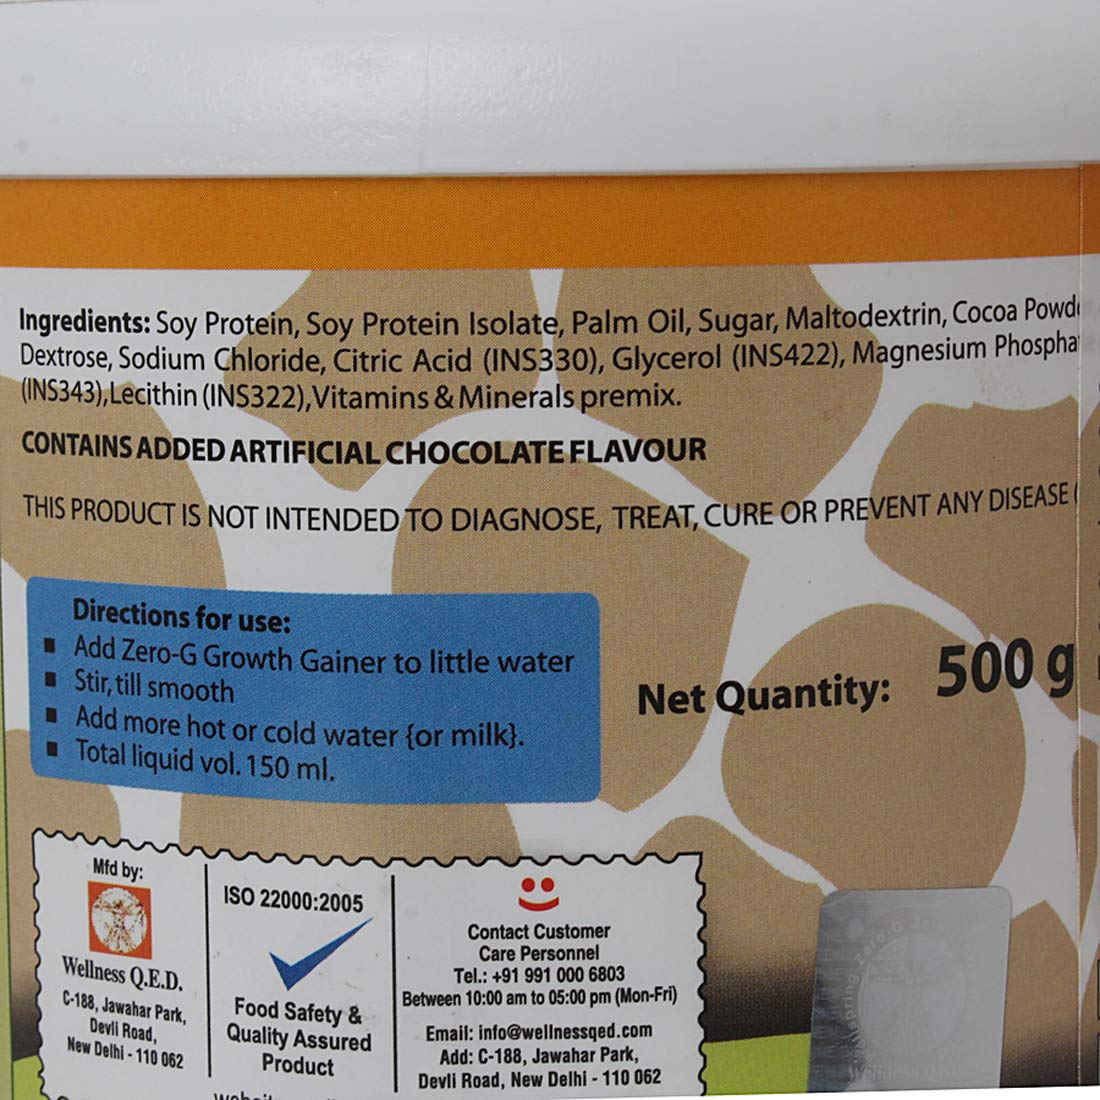 Ingredients: Soy Protein, Soy Protein Isolate, Palm Oil, Sugar, Maltodextrin, Cocoa
Dextrose, Sodium Chloride, Citric Acid (INS330), Glycerol (INS422), Magnesium
(INS343),Lecithin (INS322),Vitamins & Minerals premix.
CONTAINS ADDED ARTIFICIAL CHOCOLATE FLAVOUR
THIS PRODUCT IS NOT INTENDED TO DIAGNOSE, TREAT, CURE OR PREVENT ANY DISEASE
Directions for use:
▪ Add Zero-G Growth Gainer to little water
▪ Stir, till smooth
▪ Add more hot or cold water {or milk}.
▪ Total liquid vol. 150 ml.
Net Quantity: 500 g
Mfd by:
Wellness Q.E.D.
C-188, Jawahar Park,
Devli Road,
New Delhi - 110 062
ISO 22000:2005
Food Safety &
Quality Assured
Product
Contact Customer
Care Personnel
Tel.: +91 991 000 6803
Between 10:00 am to 05:00 pm (Mon-Fri)
Email: info@wellnessqed.com
Add: C-188, Jawahar Park,
Devli Road, New Delhi - 110 062